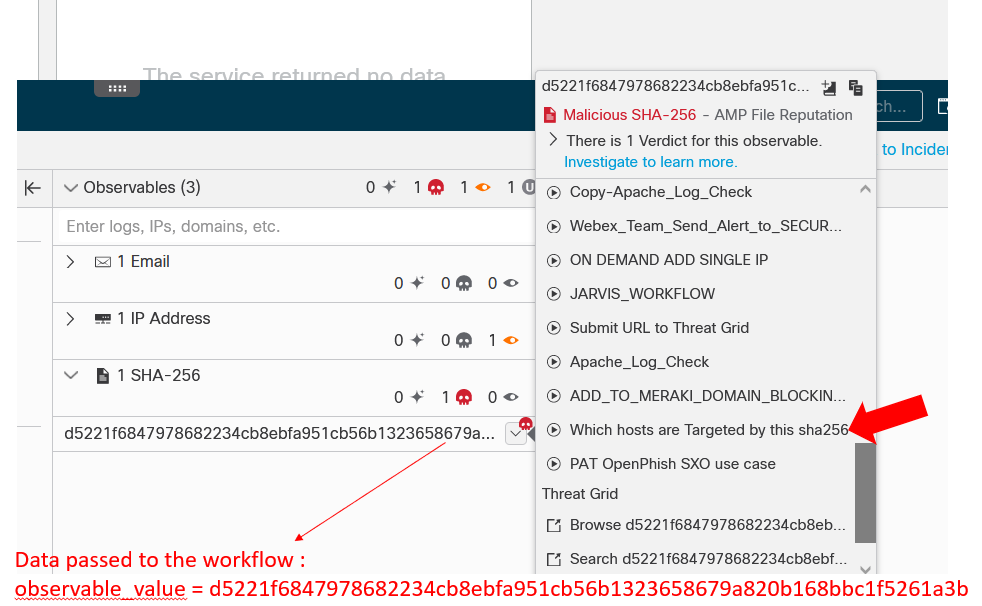 The service returned no data
d5221f6847978682234cb8ebfa951c...
ch...
Malicious SHA-256 - AMP File Reputation
There is 1 Verdict for this observable.
Investigate to learn more.
to Incider
Observables (3)
0 1 1 1 U
Enter logs, IPs, domains, etc.
1 Email
0 0 0
1 IP Address
0 0 1
1 SHA-256
0 1 0
d5221f6847978682234cb8ebfa951cb56b1323658679a...
Copy-Apache_Log_Check
Webex_Team_Send_Alert_to_SECUR...
ON DEMAND ADD SINGLE IP
JARVIS_WORKFLOW
Submit URL to Threat Grid
Apache_Log_Check
ADD_TO_MERAKI_DOMAIN_BLOCKIN...
Which hosts are Targeted by this sha256
PAT OpenPhish SXO use case
Threat Grid
Browse d5221f6847978682234cb8eb...
Search d5221f6847978682234cb8ebf...
Data passed to the workflow :
observable_value = d5221f6847978682234cb8ebfa951cb56b1323658679a820b168bbc1f5261a3b